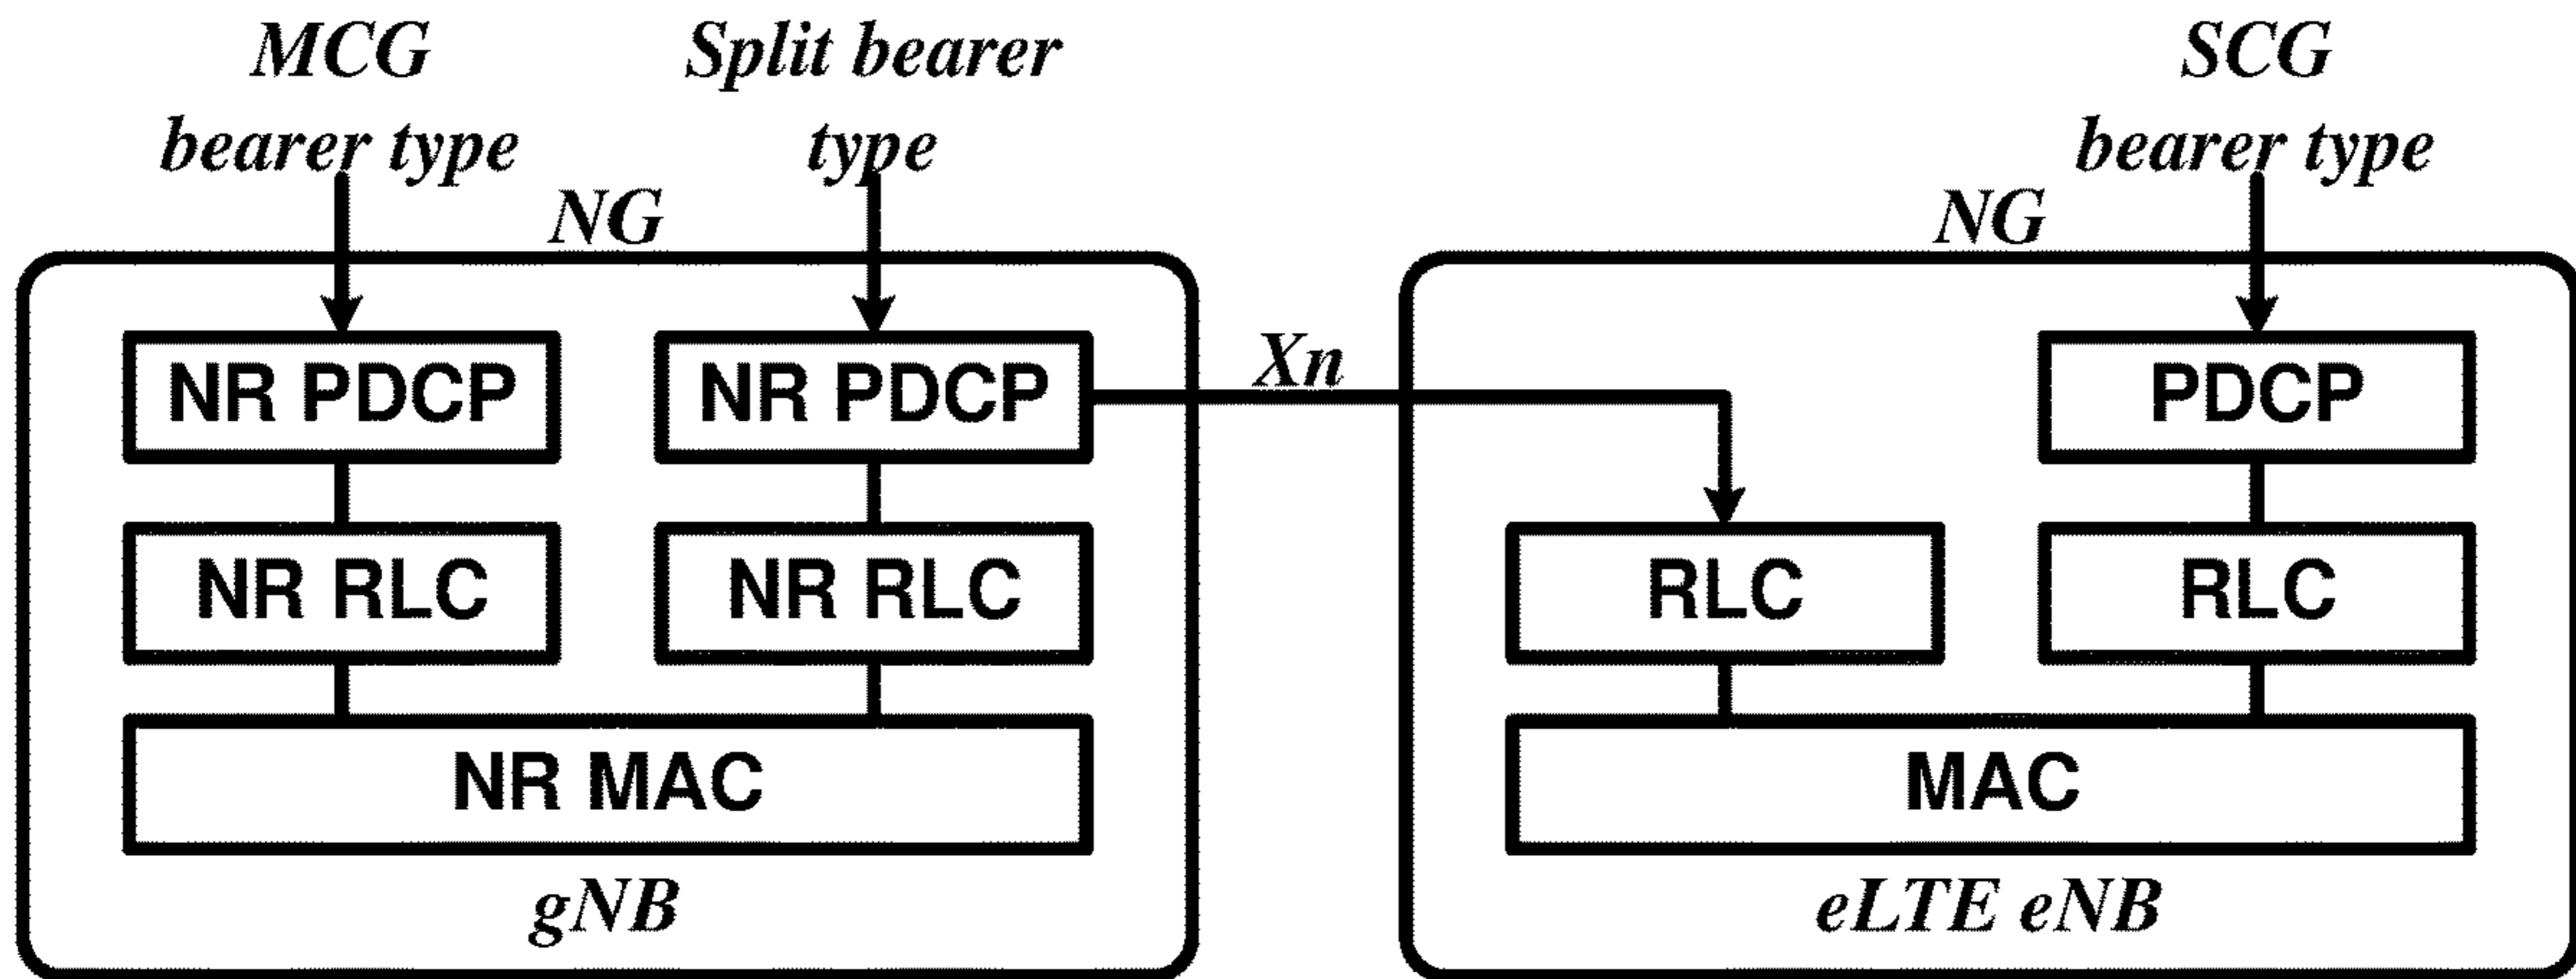 MCG
bearer type
Split bearer
type
SCG
bearer type
NG
NG
NR PDCP
NR PDCP
Xn
PDCP
NR RLC
NR RLC
RLC
RLC
NR MAC
MAC
gNB
eLTE eNB